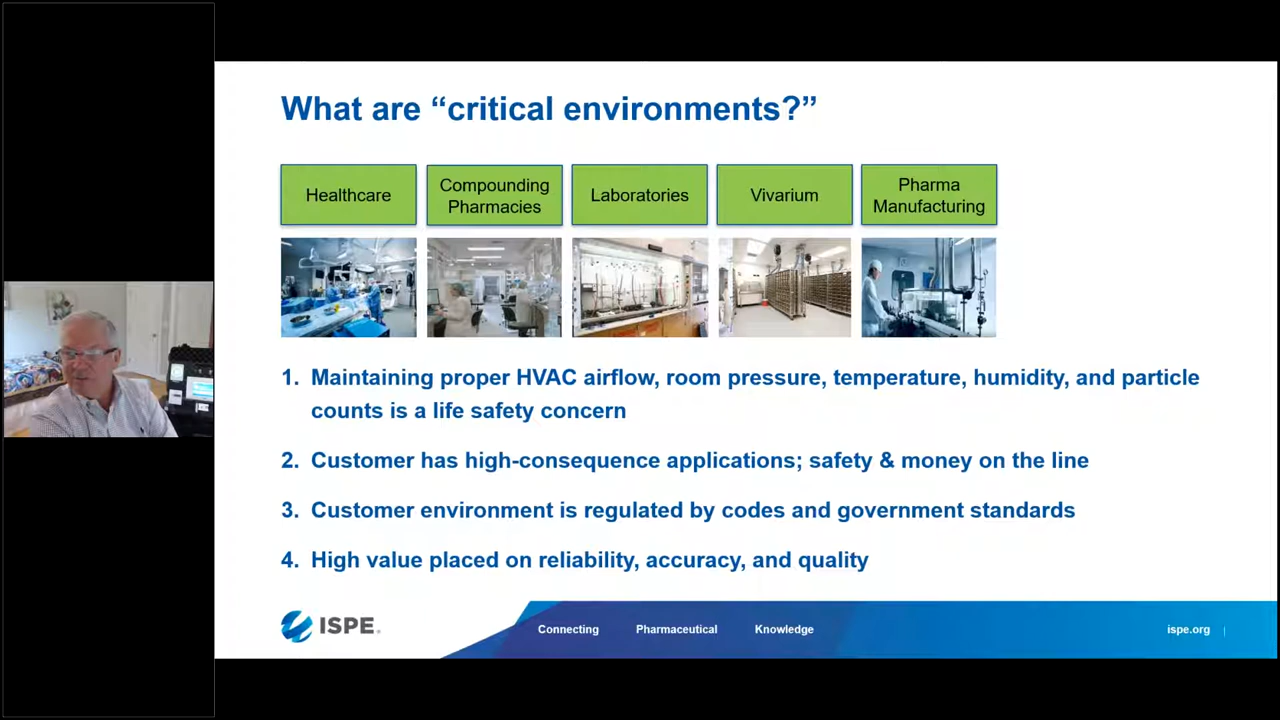 What are “critical environments?”
Healthcare
Compounding
Pharmacies
Laboratories
Vivarium
Pharma
Manufacturing
1. Maintaining proper HVAC airflow, room pressure, temperature, humidity, and particle
counts is a life safety concern
2. Customer has high-consequence applications; safety & money on the line
3. Customer environment is regulated by codes and government standards
4. High value placed on reliability, accuracy, and quality
ISPE®
Connecting Pharmaceutical Knowledge
ispe.org |